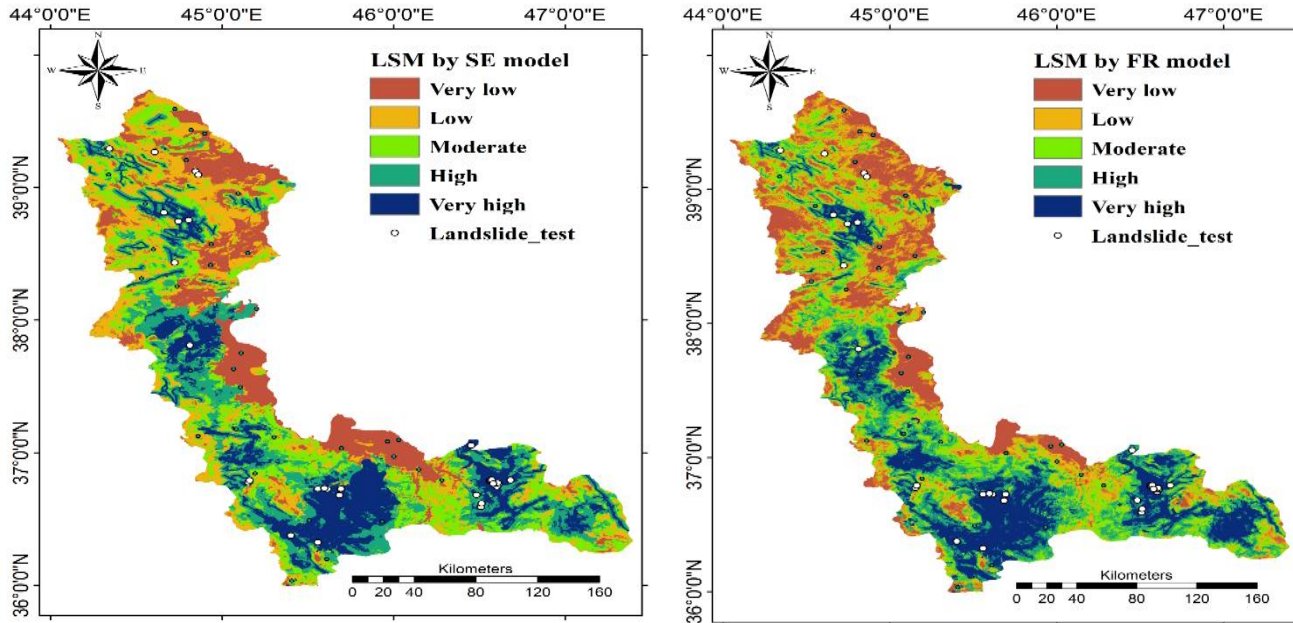 44°0'0"E 45°0'0"E 46°0'0"E 47°0'0"E
N
W E
S
LSM by SE model
Very low
Low
Moderate
High
Very high
Landslide_test
39°0'0"N
38°0'0"N
37°0'0"N
36°0'0"N
Kilometers
0 20 40 80 120 160
44°0'0"E 45°0'0"E 46°0'0"E 47°0'0"E
N
W E
S
LSM by FR model
Very low
Low
Moderate
High
Very high
Landslide_test
39°0'0"N
38°0'0"N
37°0'0"N
36°0'0"N
Kilometers
0 20 40 80 120 160